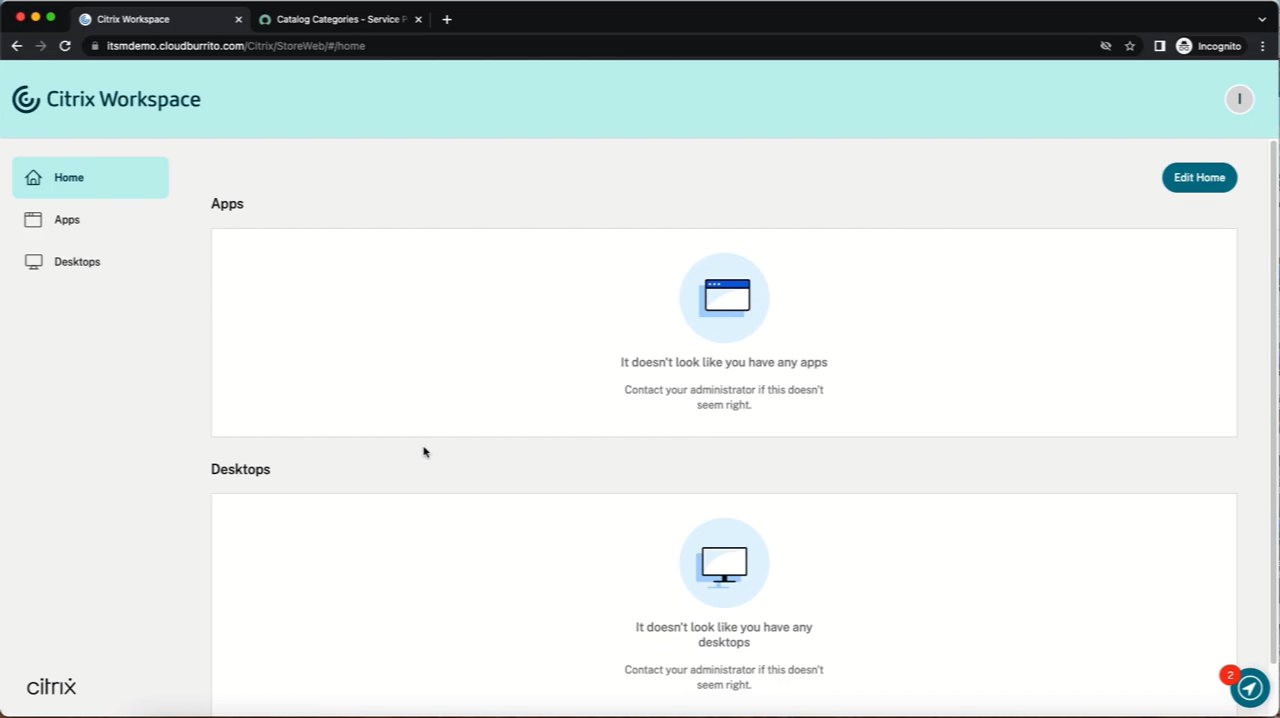 Citrix Workspace
Catalog Categories - Service P
itsmdemo.cloudburrito.com/Citrix/StoreWeb/#/home
Incognito
Citrix Workspace
I
Home
Edit Home
Apps
Apps
Desktops
It doesn't look like you have any apps
Contact your administrator if this doesn't
seem right.
Desktops
It doesn't look like you have any
desktops
Contact your administrator if this doesn't
seem right.
citrix
2